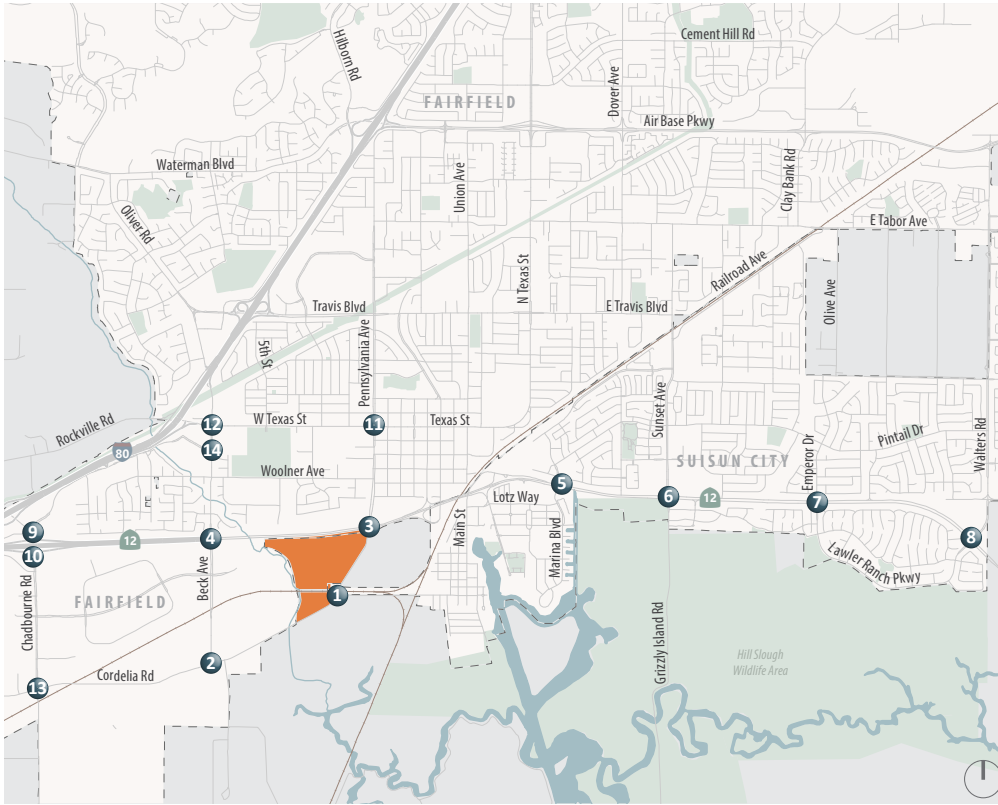 Cement Hill Rd
Hilborn Rd
FAIRFIELD
Dover Ave
Air Base Pkwy
Waterman Blvd
Union Ave
Clay Bank Rd
Oliver Rd
E Tabor Ave
N Texas St
Railroad Ave
Travis Blvd
E Travis Blvd
Olive Ave
5th St
Pennsylvania Ave
Sunset Ave
12
W Texas St
11
Texas St
Rockville Rd
Emperor Dr
Pintail Dr
Walters Rd
80
14
Woolner Ave
SUISUN CITY
5
Lotz Way
6
12
7
9
12
4
3
Main St
Marina Blvd
8
10
Lawler Ranch Pkwy
Chadbourne Rd
Beck Ave
FAIRFIELD
1
Grizzly Island Rd
2
Hill Slough
Wildlife Area
Cordelia Rd
13